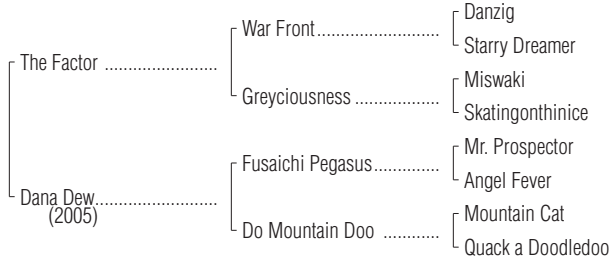 Danzig
War Front..............................
Starry Dreamer
The Factor ...........................
Miswaki
Greyciousness ....................
Skatingonthinice
Mr. Prospector
Fusaichi Pegasus................
Angel Fever
Dana Dew.............................
(2005)
Mountain Cat
Do Mountain Doo .............
Quack a Doodledoo